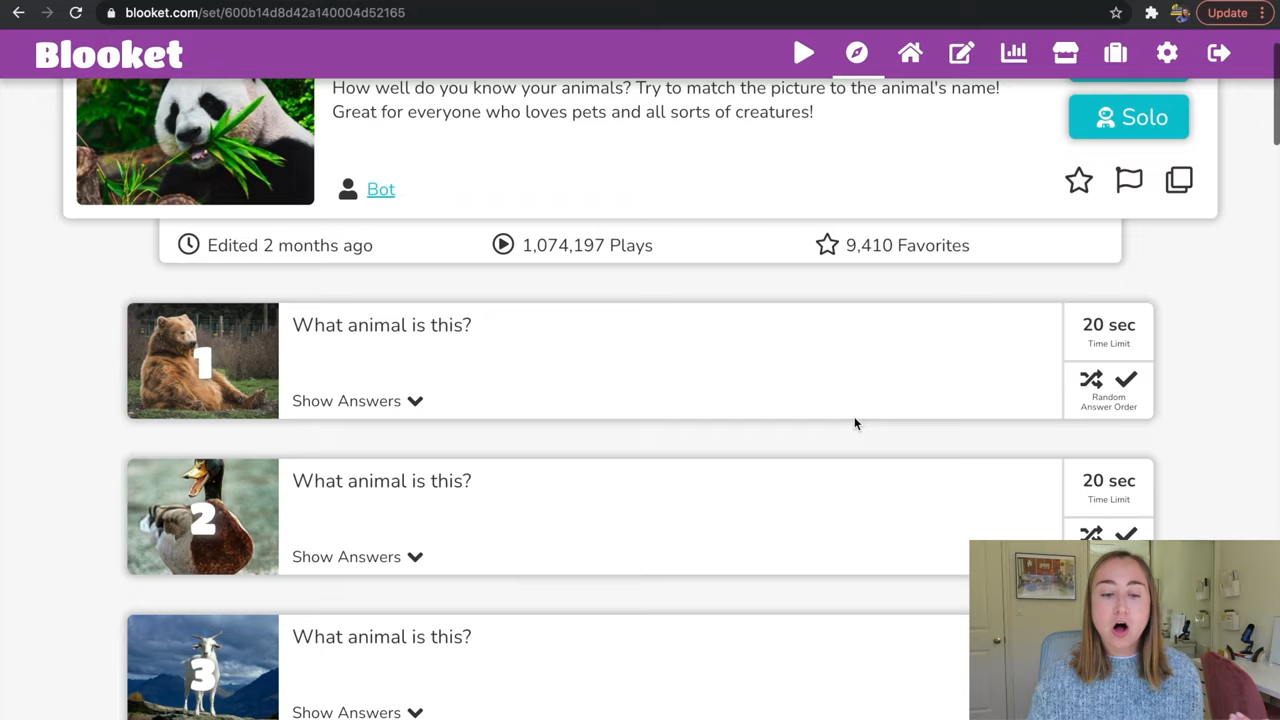 blooket.com/set/600b14d8d42a140004d52165
Update
Blooket
How well do you know your animals? Try to match the picture to the animal's name!
Great for everyone who loves pets and all sorts of creatures!
Solo
Bot
Edited 2 months ago
1,074,197 Plays
9,410 Favorites
1
What animal is this?
Show Answers
20 sec
Time Limit
Random
Answer Order
2
What animal is this?
Show Answers
20 sec
Time Limit
3
What animal is this?
Show Answers